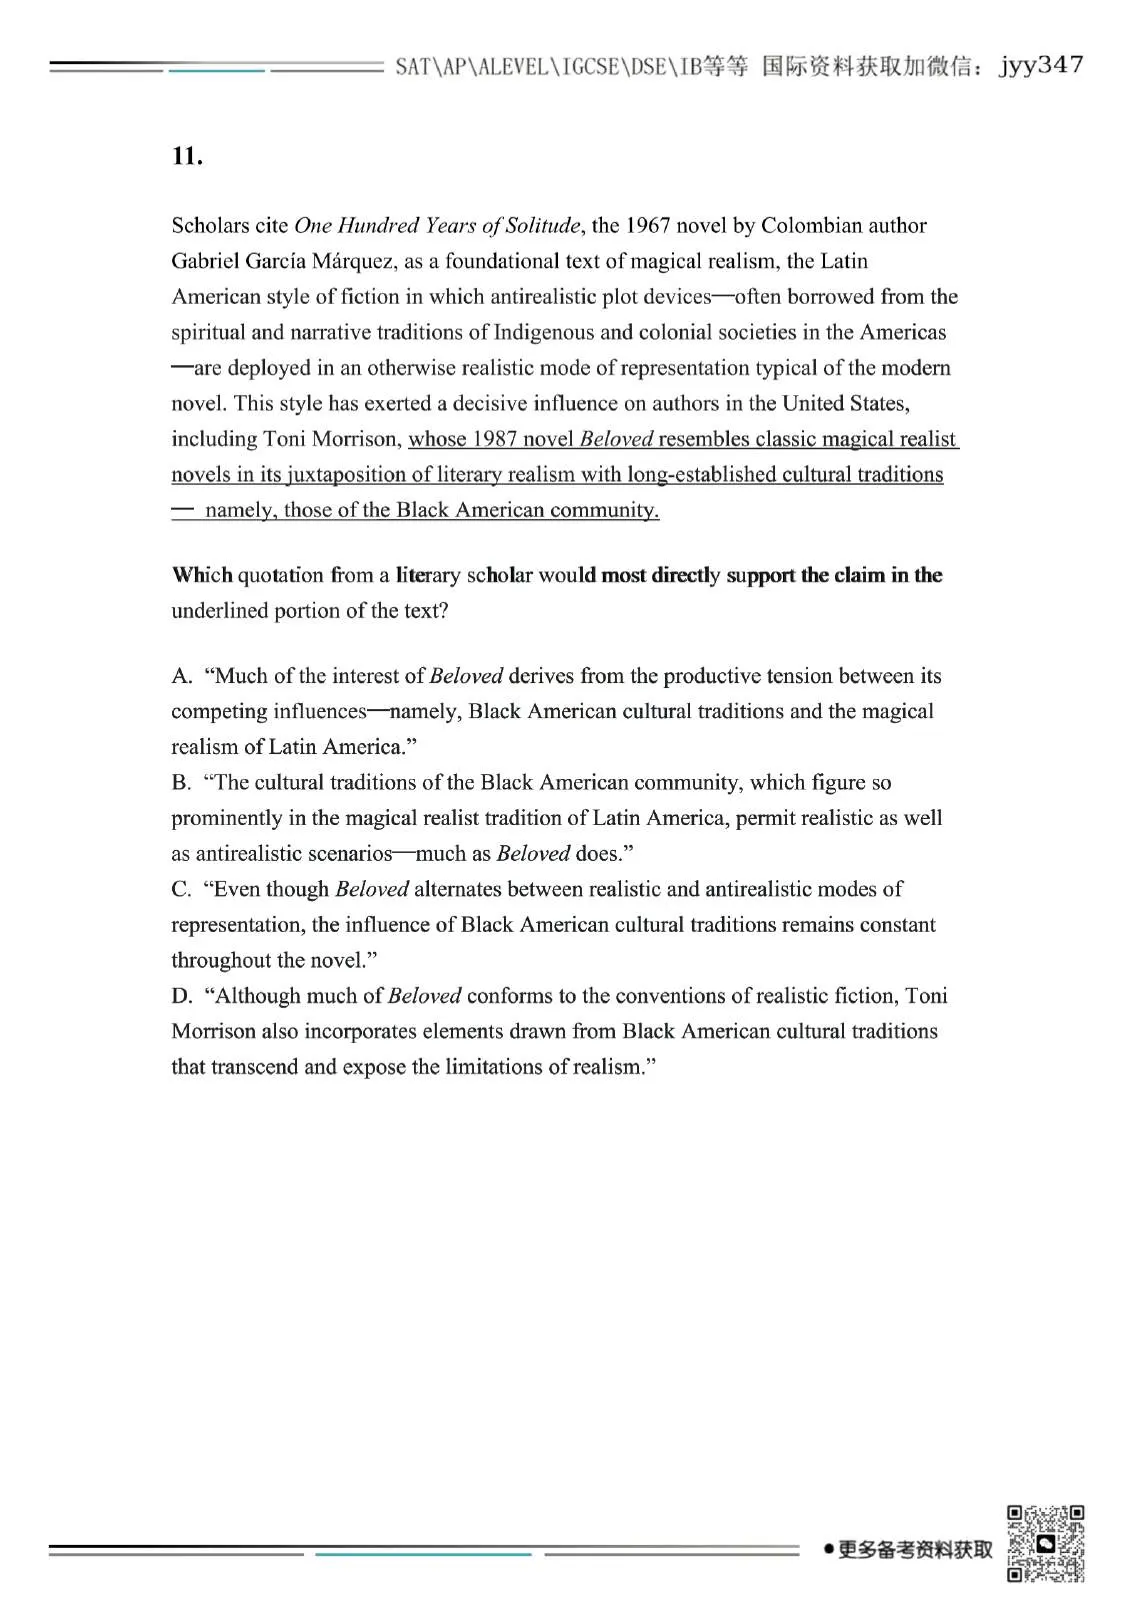 SAT\AP\ALEVEL\IGCSE\DSE\IB等等 国际资料获取加微信: jyy347
11.
Scholars cite One Hundred Years of Solitude, the 1967 novel by Colombian author
Gabriel García Márquez, as a foundational text of magical realism, the Latin
American style of fiction in which antirealistic plot devices—often borrowed from the
spiritual and narrative traditions of Indigenous and colonial societies in the Americas
—are deployed in an otherwise realistic mode of representation typical of the modern
novel. This style has exerted a decisive influence on authors in the United States,
including Toni Morrison, whose 1987 novel Beloved resembles classic magical realist
novels in its juxtaposition of literary realism with long-established cultural traditions
— namely, those of the Black American community.
Which quotation from a literary scholar would most directly support the claim in the
underlined portion of the text?
A. “Much of the interest of Beloved derives from the productive tension between its
competing influences—namely, Black American cultural traditions and the magical
realism of Latin America.”
B. “The cultural traditions of the Black American community, which figure so
prominently in the magical realist tradition of Latin America, permit realistic as well
as antirealistic scenarios—much as Beloved does.”
C. “Even though Beloved alternates between realistic and antirealistic modes of
representation, the influence of Black American cultural traditions remains constant
throughout the novel.”
D. “Although much of Beloved conforms to the conventions of realistic fiction, Toni
Morrison also incorporates elements drawn from Black American cultural traditions
that transcend and expose the limitations of realism.”
●更多备考资料获取